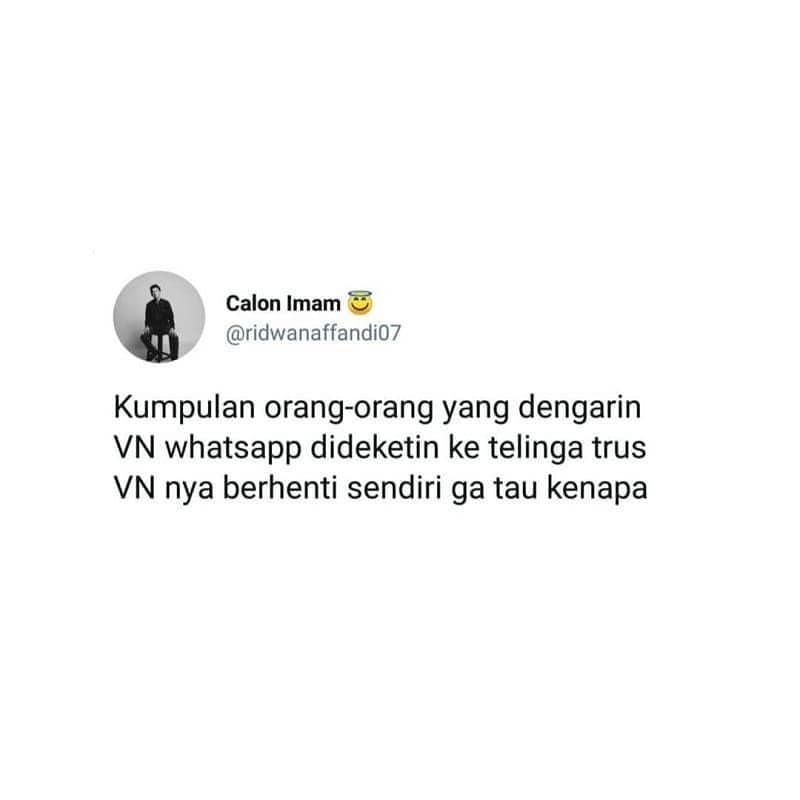 Calon Imam 😇
@ridwanaffandi07
Kumpulan orang-orang yang dengarin
VN whatsapp dideketin ke telinga trus
VN nya berhenti sendiri ga tau kenapa